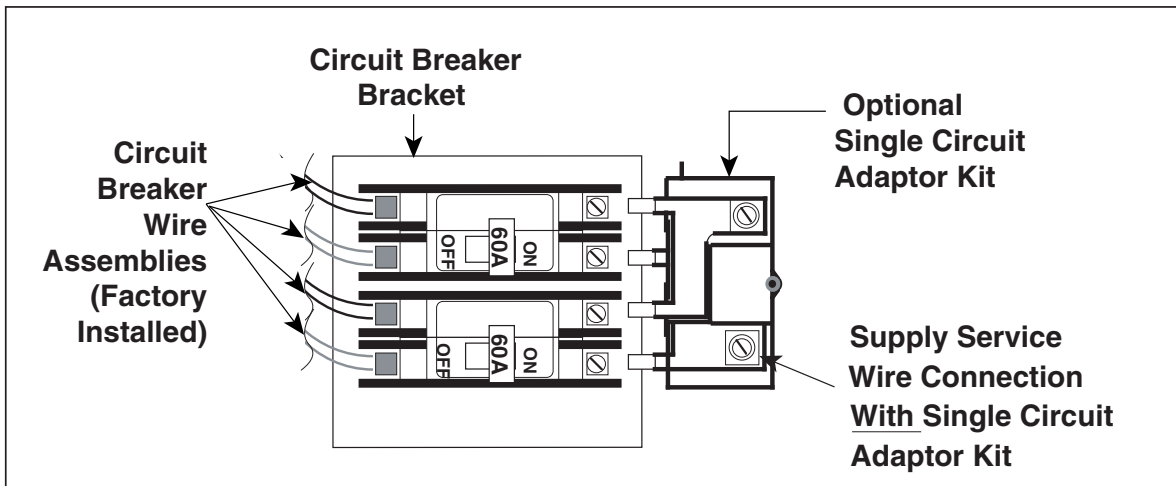 Circuit Breaker
Bracket
Optional
Single Circuit
Adaptor Kit
Circuit
Breaker
Wire
Assemblies
(Factory
Installed)
OFF
60A
ON
OFF
60A
ON
Supply Service
Wire Connection
With Single Circuit
Adaptor Kit